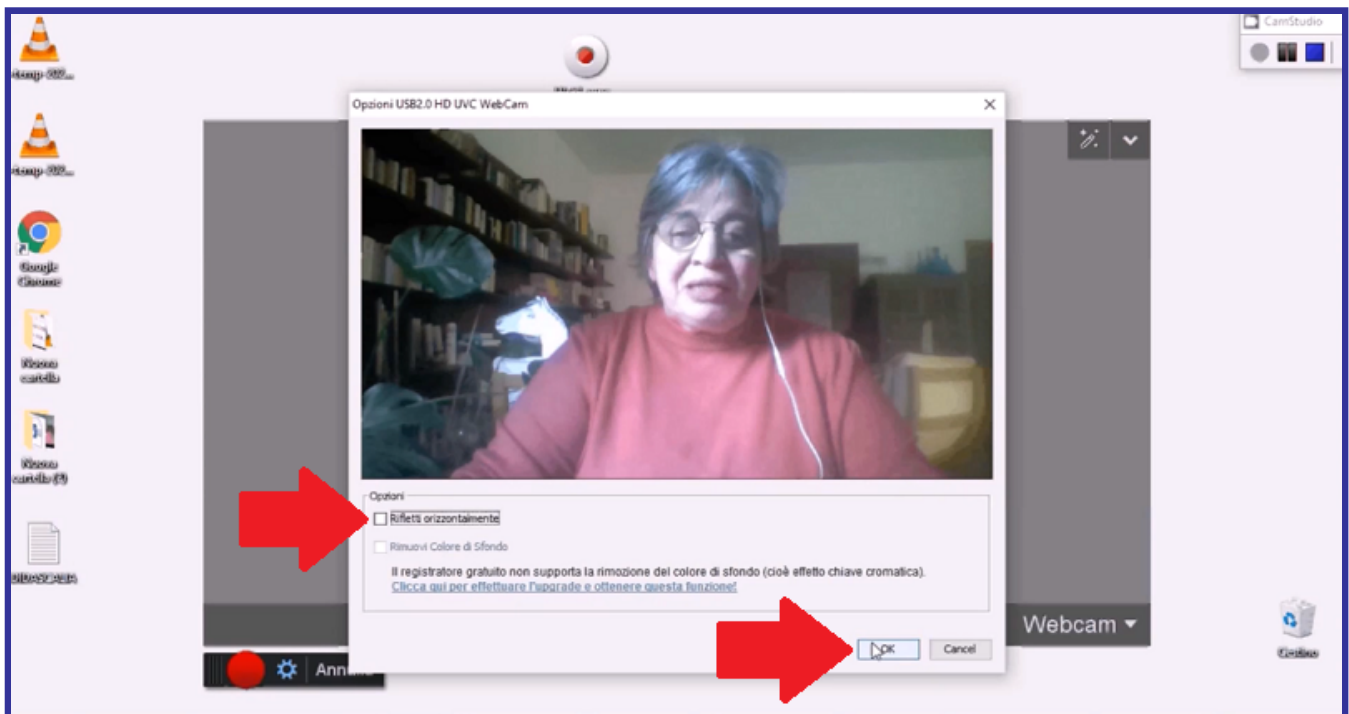 CamStudio
Opzioni USB2.0 HD UVC WebCam
Google
Chrome
Nuova
cartella
Nuova
cartella (2)
DIDASCALIA
Opzioni
Rifletti orizzontalmente
Rimuovi Colore di Sfondo
Il registratore gratuito non supporta la rimozione del colore di sfondo (cioè effetto chiave cromatica).
Clicca qui per effettuare l'upgrade e ottenere questa funzione!
Webcam
OK
Cancel
Cestino